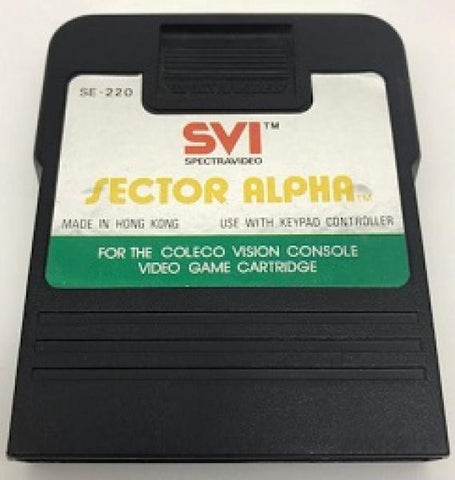 SE-220
SVI™
SPECTRAVIDEO
SECTOR ALPHA™
MADE IN HONG KONG USE WITH KEYPAD CONTROLLER
FOR THE COLECO VISION CONSOLE
VIDEO GAME CARTRIDGE